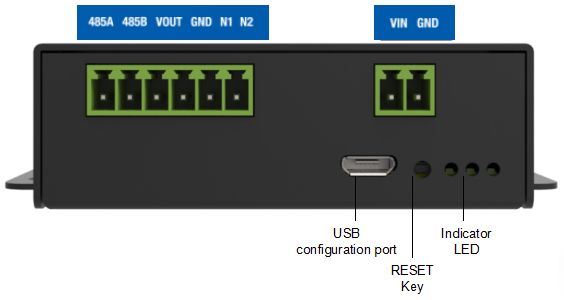 485A 485B VOUT GND N1 N2
VIN GND
USB
configuration port
RESET
Key
Indicator
LED